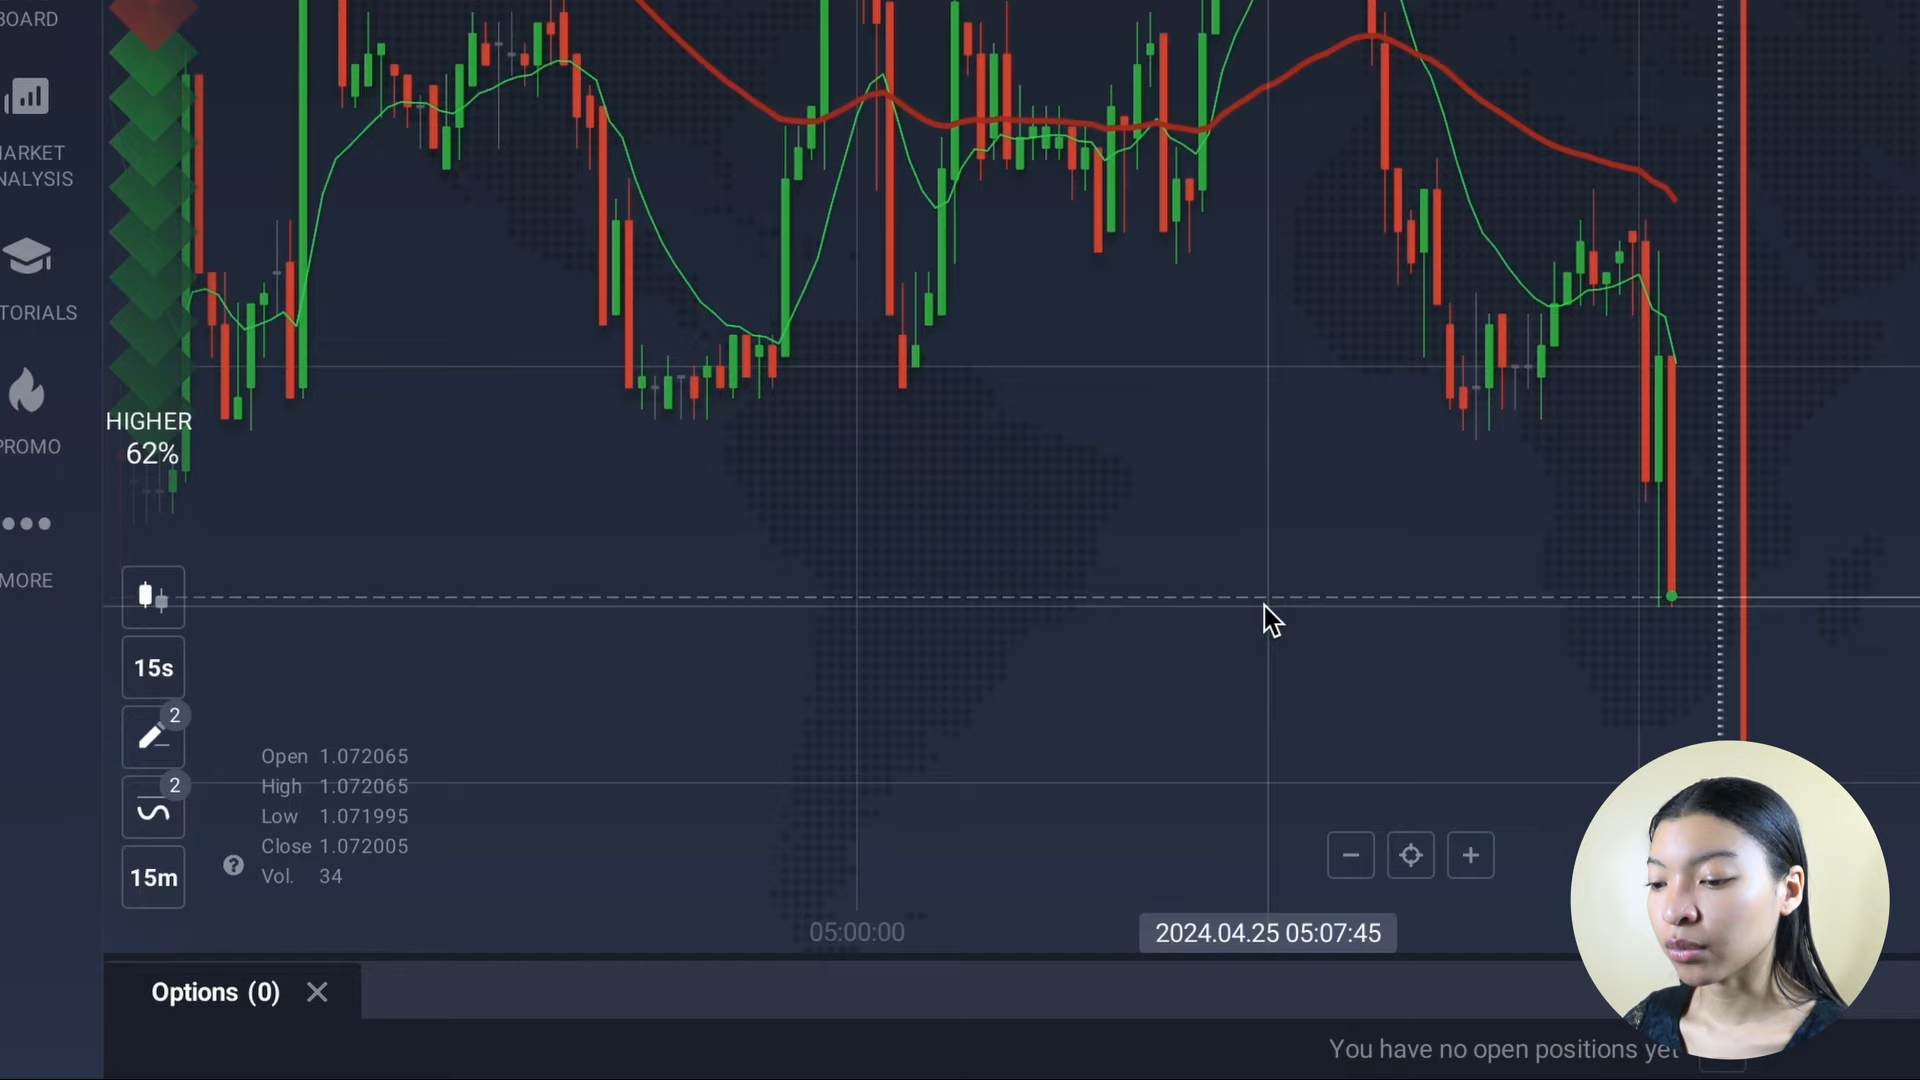 BOARD
MARKET
ANALYSIS
TORIALS
PROMO
MORE
HIGHER
62%
15s
2
2
15m
Open 1.072065
High 1.072065
Low 1.071995
Close 1.072005
Vol. 34
05:00:00
2024.04.25 05:07:45
Options (0)
You have no open positions yet